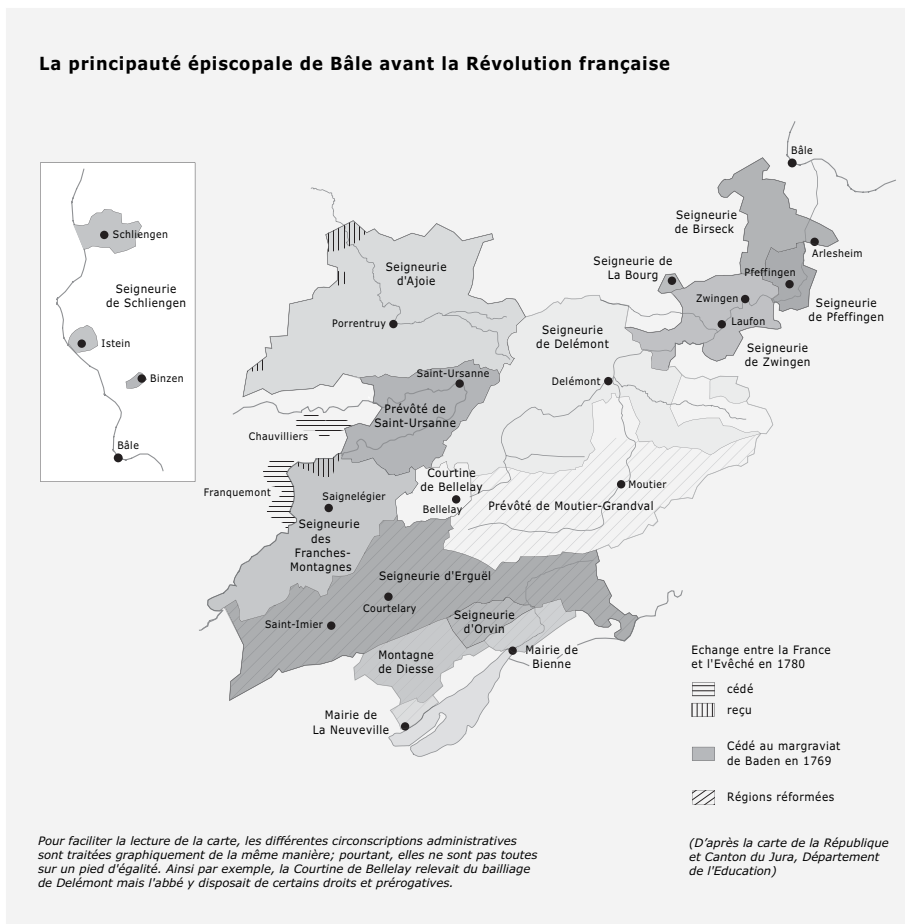 La principauté épiscopale de Bâle avant la Révolution française
Bâle
Schliengen
Seigneurie
de Schliengen
Istein
Binzen
Bâle
Seigneurie
de Birseck
Arlesheim
Seigneurie de
La Bourg
Pfeffingen
Zwingen
Seigneurie
de Pfeffingen
Laufon
Seigneurie
de Zwingen
Seigneurie
d'Ajoie
Porrentruy
Seigneurie
de Delémont
Delémont
Saint-Ursanne
Prévôté de
Saint-Ursanne
Chauvilliers
Franquemont
Saignelégier
Seigneurie
des
Franches-
Montagnes
Courtine
de Bellelay
Bellelay
Moutier
Prévôté de Moutier-Grandval
Seigneurie d'Erguël
Courtelary
Saint-Imier
Seigneurie
d'Orvin
Montagne
de Diesse
Mairie de
Bienne
Mairie de
La Neuveville
Echange entre la France
et l'Evêché en 1780
cédé
reçu
Cédé au margraviat
de Baden en 1769
Régions réformées
Pour faciliter la lecture de la carte, les différentes circonscriptions administratives
sont traitées graphiquement de la même manière; pourtant, elles ne sont pas toutes
sur un pied d'égalité. Ainsi par exemple, la Courtine de Bellelay relevait du bailliage
de Delémont mais l'abbé y disposait de certains droits et prérogatives.
(D'après la carte de la République
et Canton du Jura, Département
de l'Education)